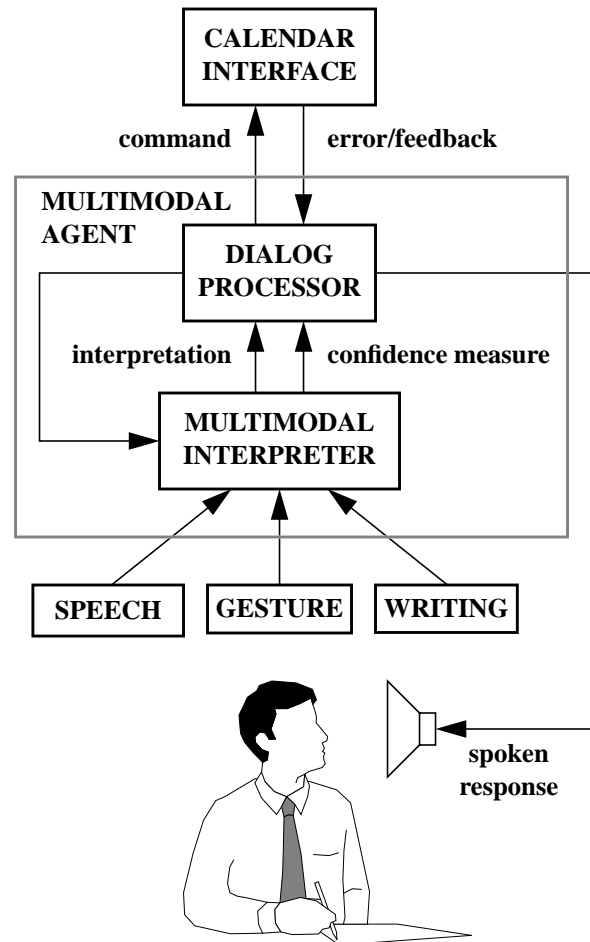 CALENDAR
INTERFACE
command
error/feedback
MULTIMODAL
AGENT
DIALOG
PROCESSOR
interpretation
confidence measure
MULTIMODAL
INTERPRETER
SPEECH
GESTURE
WRITING
spoken
response